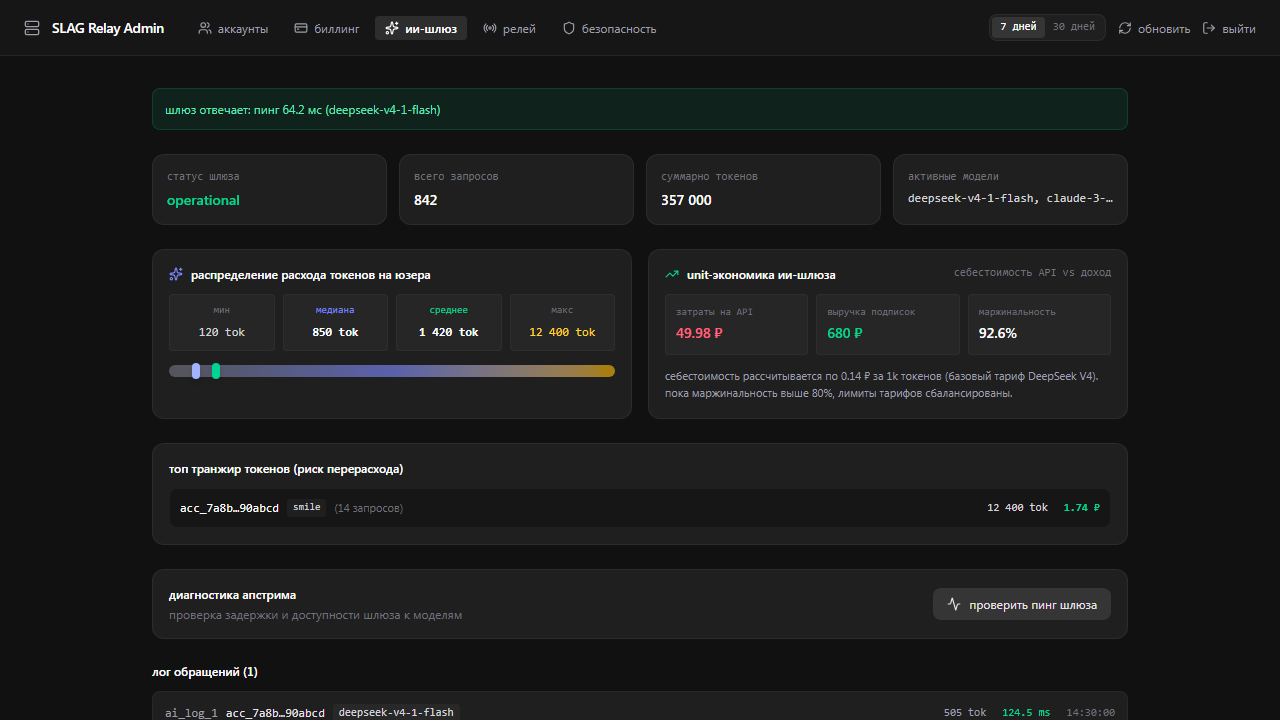 SLAG Relay Admin аккаунты биллинг ии-шлюз релей безопасность 7 дней 30 дней обновить выйти
шлюз отвечает: пинг 64.2 мс (deepseek-v4-1-flash)
статус шлюза
operational
всего запросов
842
суммарно токенов
357 000
активные модели
deepseek-v4-1-flash, claude-3-…
распределение расхода токенов на юзера
мин
120 tok
медиана
850 tok
среднее
1 420 tok
макс
12 400 tok
unit-экономика ии-шлюза
себестоимость API vs доход
затраты на API
49.98 ₽
выручка подписок
680 ₽
маржинальность
92.6%
себестоимость рассчитывается по 0.14 ₽ за 1k токенов (базовый тариф DeepSeek V4).
пока маржинальность выше 80%, лимиты тарифов сбалансированы.
топ транжир токенов (риск перерасхода)
acc_7a8b…90abcd smile (14 запросов) 12 400 tok 1.74 ₽
диагностика апстрима
проверка задержки и доступности шлюза к моделям
проверить пинг шлюза
лог обращений (1)
ai_log_1 acc_7a8b…90abcd deepseek-v4-1-flash 505 tok 124.5 ms 14:30:00